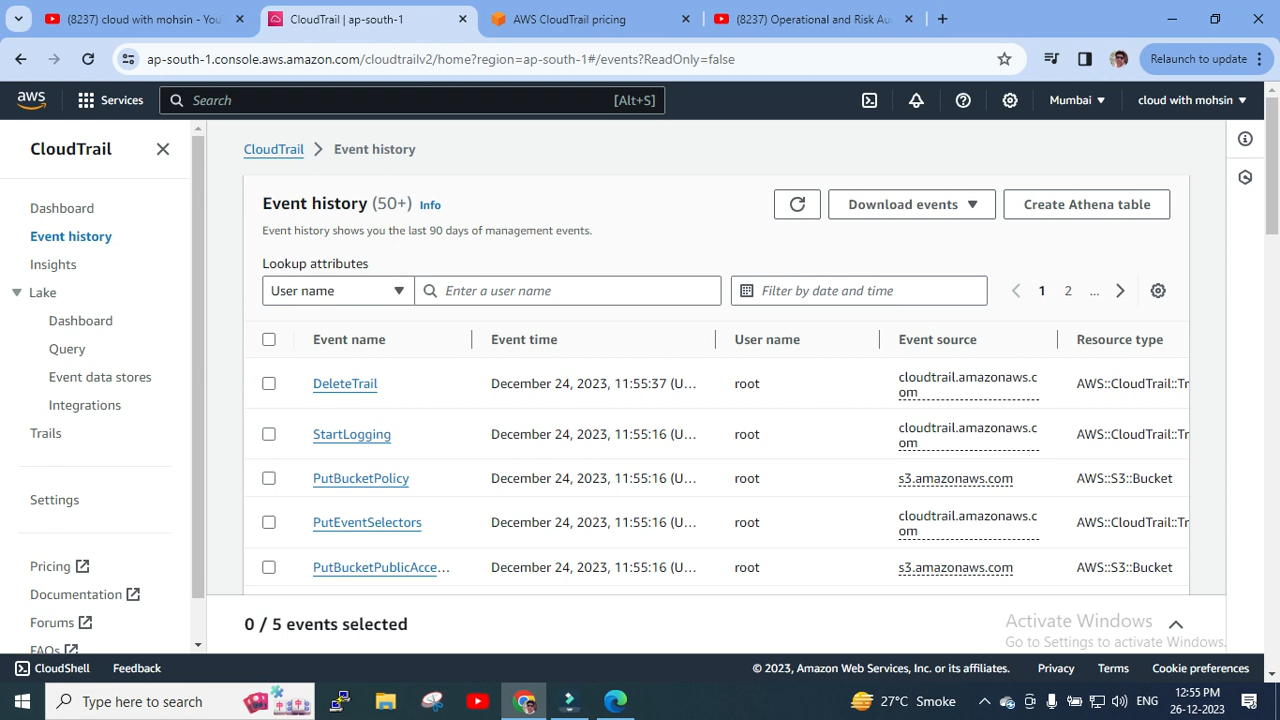 (8237) cloud with mohsin - You
CloudTrail | ap-south-1
AWS CloudTrail pricing
(8237) Operational and Risk Au
ap-south-1.console.aws.amazon.com/cloudtrailv2/home?region=ap-south-1#/events?ReadOnly=false
Relaunch to update
aws
Services
Search
[Alt+S]
Mumbai
cloud with mohsin
CloudTrail
Dashboard
Event history
Insights
Lake
Dashboard
Query
Event data stores
Integrations
Trails
Settings
Pricing
Documentation
Forums
FAQs
CloudTrail
Event history
Event history (50+) Info
Download events
Create Athena table
Event history shows you the last 90 days of management events.
Lookup attributes
User name
Enter a user name
Filter by date and time
1 2 ...
Event name Event time User name Event source Resource type
DeleteTrail December 24, 2023, 11:55:37 (U... root cloudtrail.amazonaws.c AWS::CloudTrail::Tr
om
StartLogging December 24, 2023, 11:55:16 (U... root cloudtrail.amazonaws.c AWS::CloudTrail::Tr
om
PutBucketPolicy December 24, 2023, 11:55:16 (U... root s3.amazonaws.com AWS::S3::Bucket
PutEventSelectors December 24, 2023, 11:55:16 (U... root cloudtrail.amazonaws.c AWS::CloudTrail::Tr
om
PutBucketPublicAcce... December 24, 2023, 11:55:16 (U... root s3.amazonaws.com AWS::S3::Bucket
0 / 5 events selected
Activate Windows
Go to Settings to activate Windows.
CloudShell
Feedback
© 2023, Amazon Web Services, Inc. or its affiliates.
Privacy
Terms
Cookie preferences
Type here to search
27°C Smoke
ENG
12:55 PM
26-12-2023